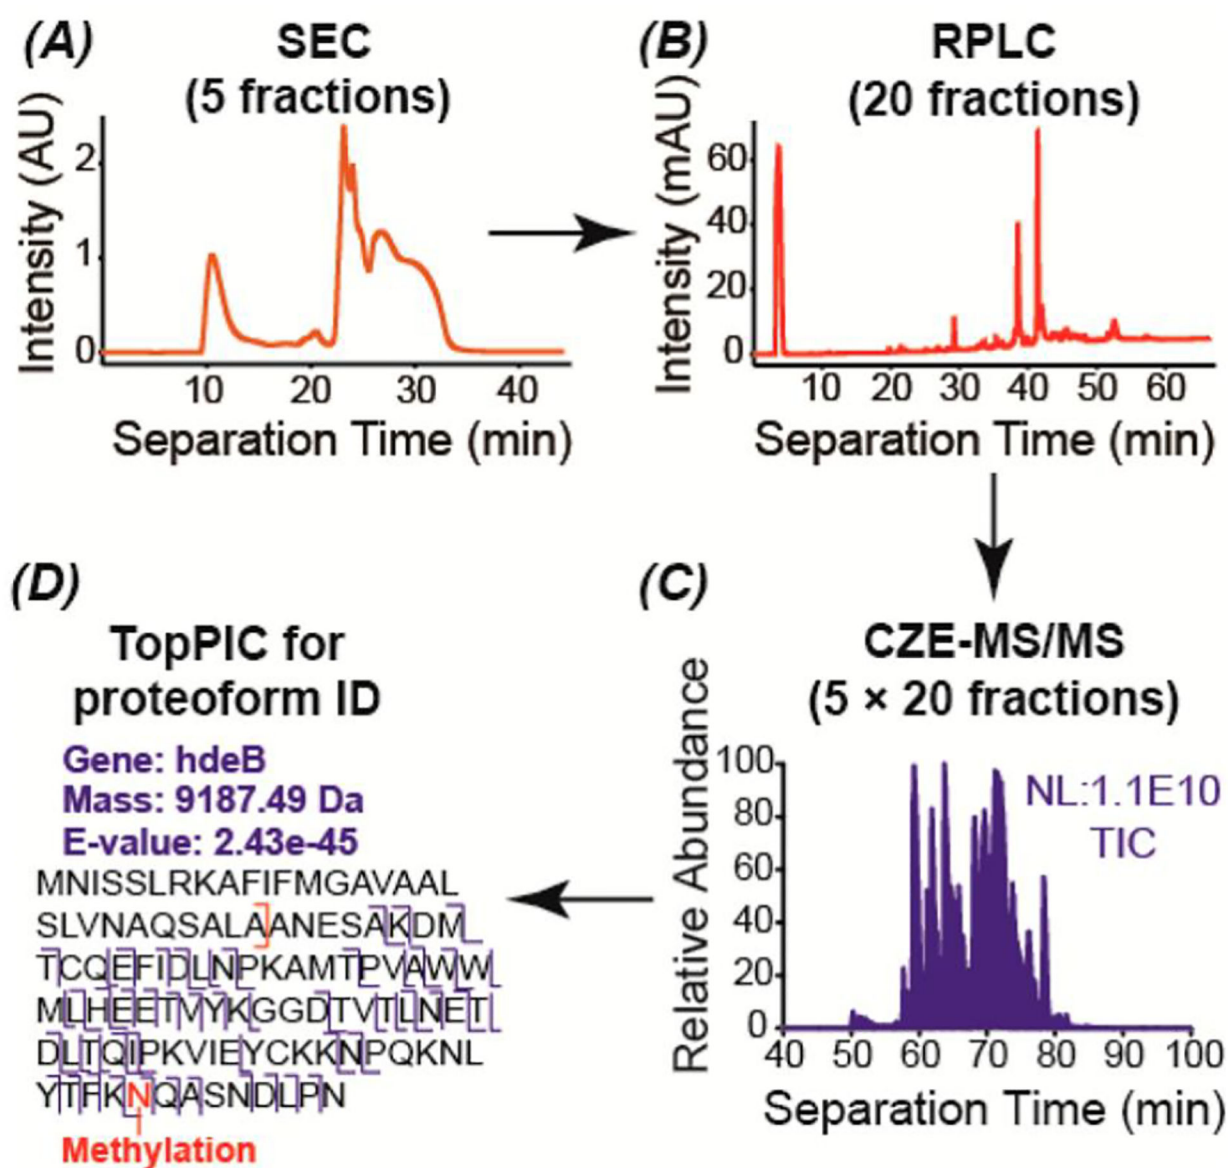 (A)
SEC
(5 fractions)
Intensity (AU)
2
1
0
10 20 30 40
Separation Time (min)
(B)
RPLC
(20 fractions)
Intensity (mAU)
60
40
20
0
10 20 30 40 50 60
Separation Time (min)
(C)
CZE-MS/MS
(5 × 20 fractions)
Relative Abundance
100
80
60
40
20
0
NL:1.1E10
TIC
40 50 60 70 80 90 100
Separation Time (min)
(D)
TopPIC for
proteoform ID
Gene: hdeB
Mass: 9187.49 Da
E-value: 2.43e-45
MNISSLRKAFIFMGAVAAL
SLVNAQSALAANESAKDM
TCQEFIDLNPKAMTPVAWW
MLHEETMYKGGDTVTLNET
DLTQIPKVIEYCKKNPQKNL
YTFKNQASNDLPN
Methylation